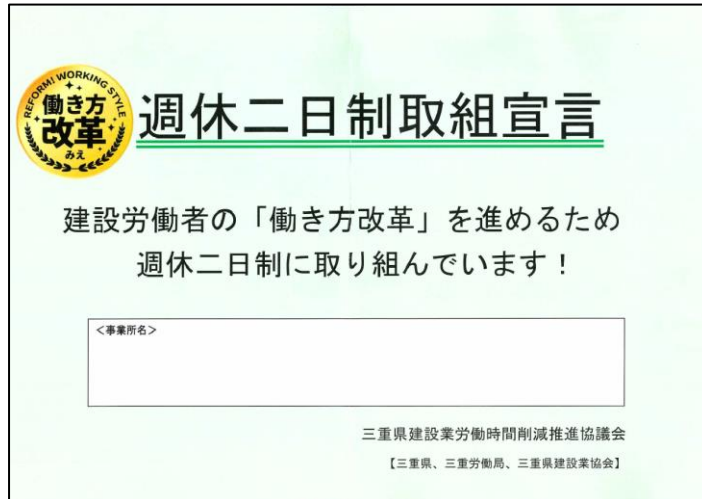 REFORM! WORKING STYLE
働き方
改革
みえ
週休二日制取組宣言
建設労働者の「働き方改革」を進めるため
週休二日制に取り組んでいます！
＜事業所名＞
三重県建設業労働時間削減推進協議会
【三重県、三重労働局、三重県建設業協会】